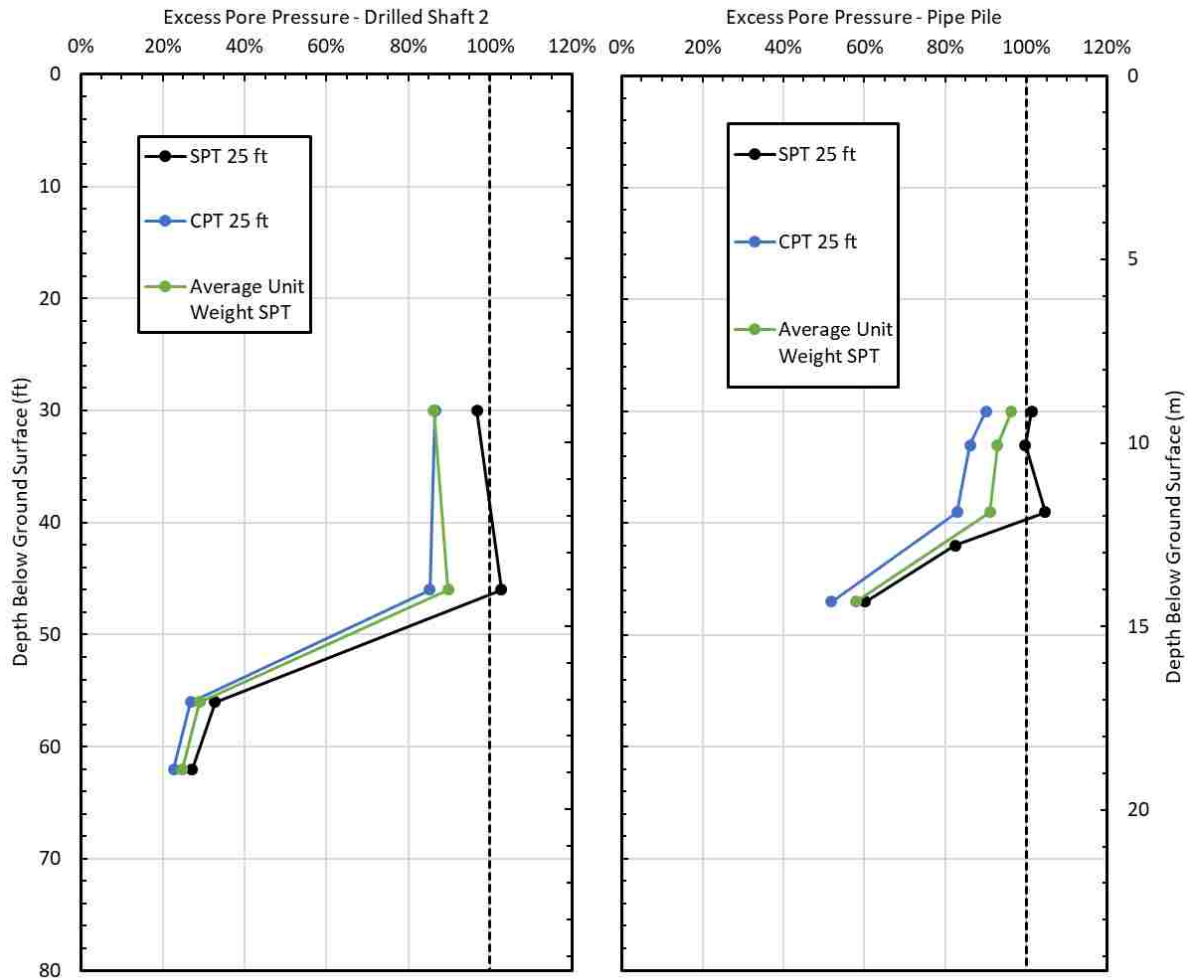 Excess Pore Pressure - Drilled Shaft 2
0% 20% 40% 60% 80% 100% 120%
0
10
20
30
40
50
60
70
80
Depth Below Ground Surface (ft)
SPT 25 ft
CPT 25 ft
Average Unit
Weight SPT
Excess Pore Pressure - Pipe Pile
0% 20% 40% 60% 80% 100% 120%
SPT 25 ft
CPT 25 ft
Average Unit
Weight SPT
0
5
10
15
20
Depth Below Ground Surface (m)